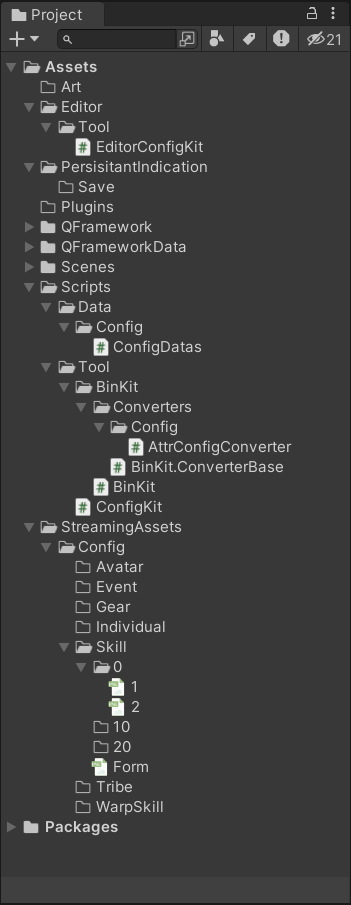 Project
21
Assets
Art
Editor
Tool
EditorConfigKit
PersisitantIndication
Save
Plugins
QFramework
QFrameworkData
Scenes
Scripts
Data
Config
ConfigDatas
Tool
BinKit
Converters
Config
AttrConfigConverter
BinKit.ConverterBase
BinKit
ConfigKit
StreamingAssets
Config
Avatar
Event
Gear
Individual
Skill
0
1
2
10
20
Form
Tribe
WarpSkill
Packages